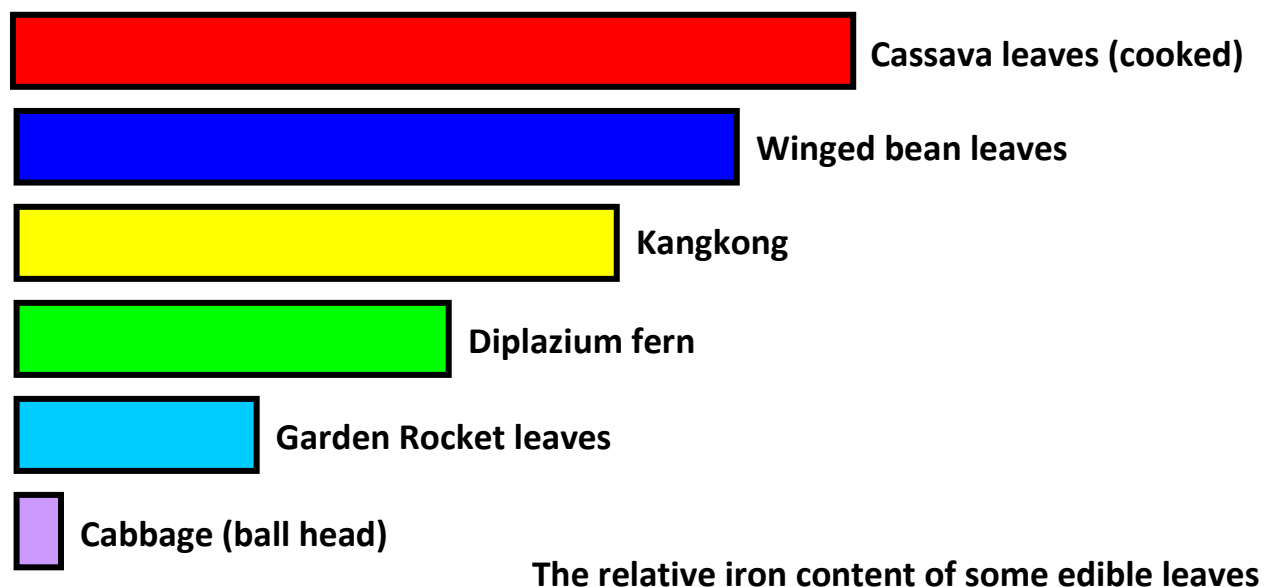 Cassava leaves (cooked)
Winged bean leaves
Kangkong
Diplazium fern
Garden Rocket leaves
Cabbage (ball head)
The relative iron content of some edible leaves